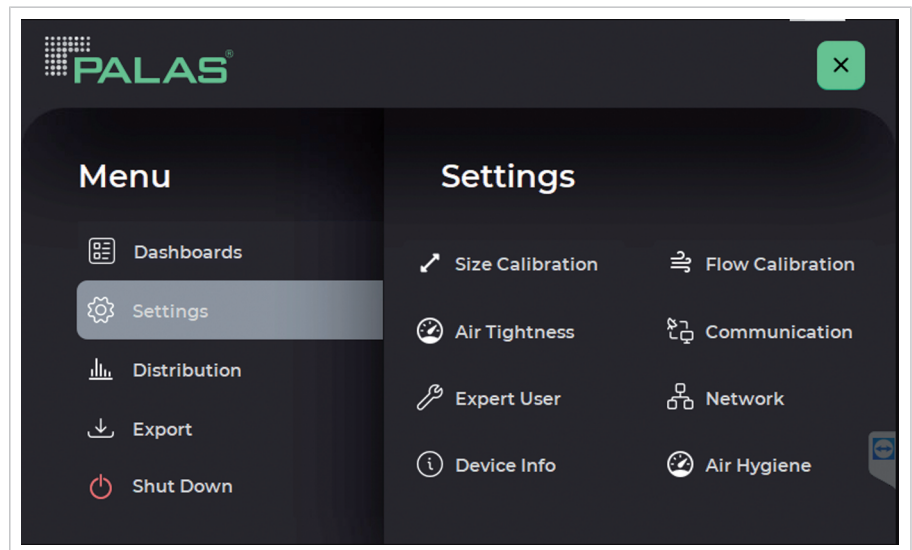 PALAS®
Menu
Dashboards
Settings
Distribution
Export
Shut Down
Settings
Size Calibration
Flow Calibration
Air Tightness
Communication
Expert User
Network
Device Info
Air Hygiene